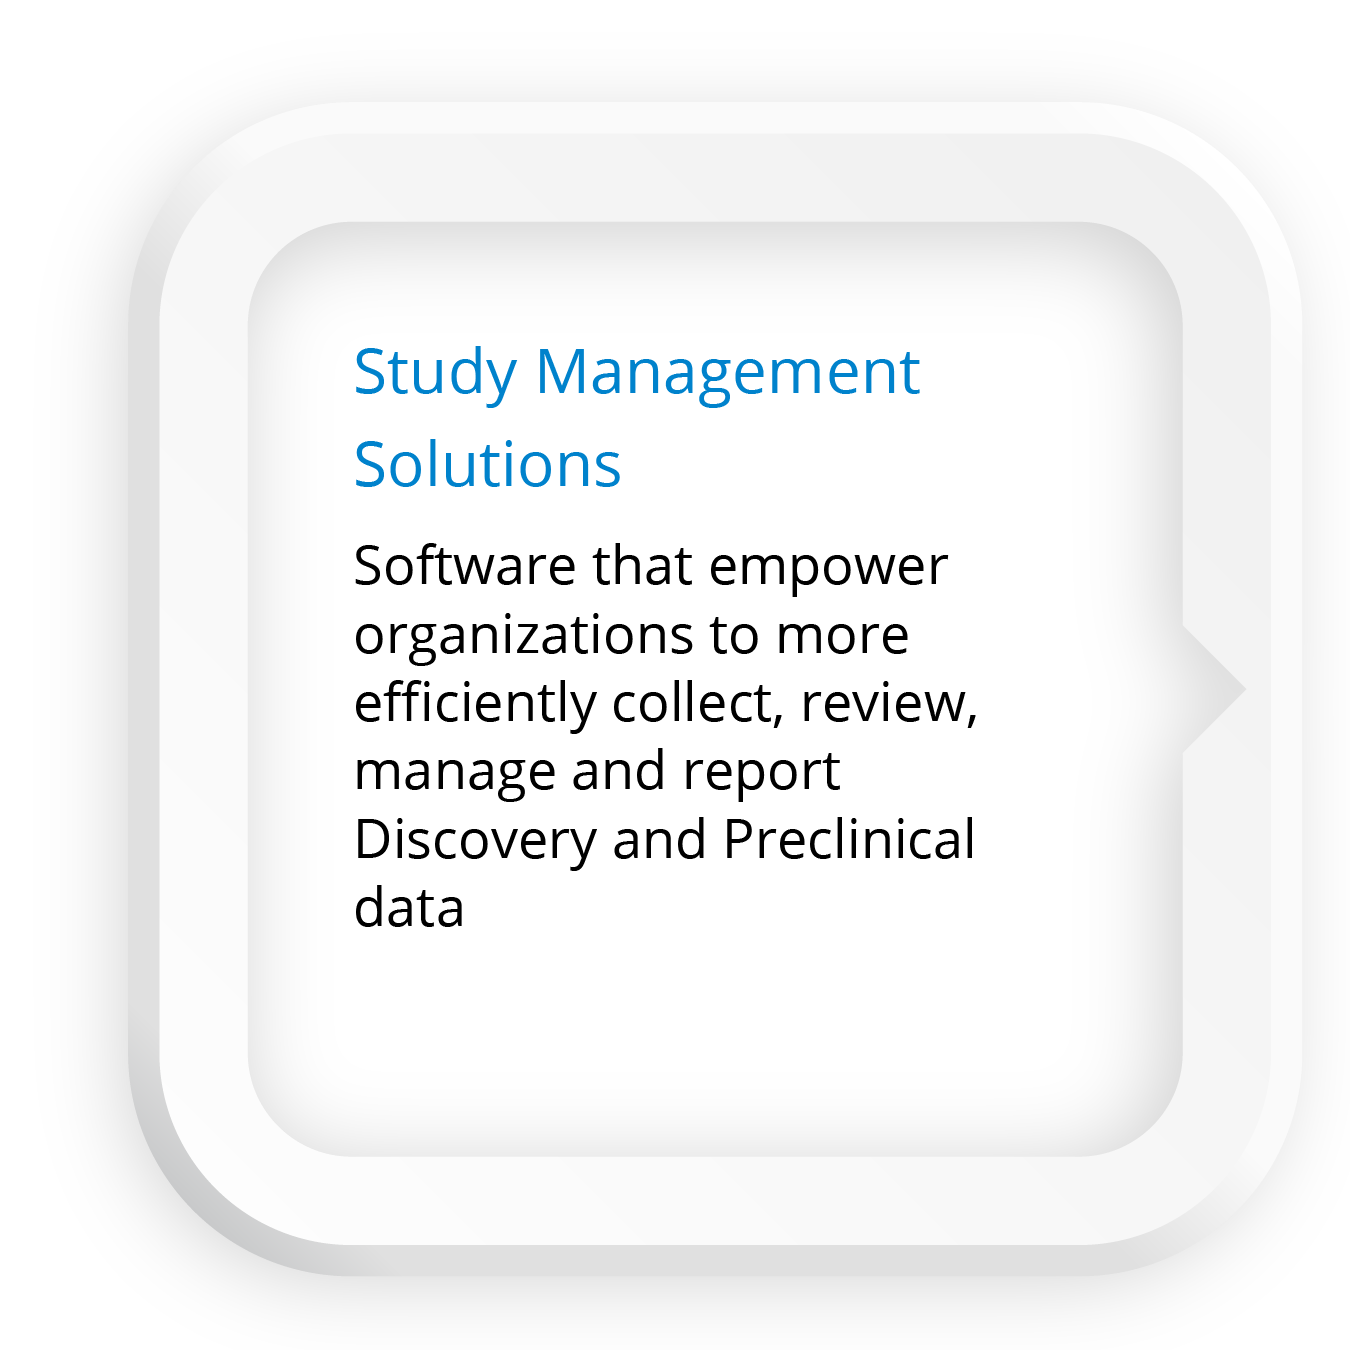 Study Management
Solutions
Software that empower
organizations to more
efficiently collect, review,
manage and report
Discovery and Preclinical
data